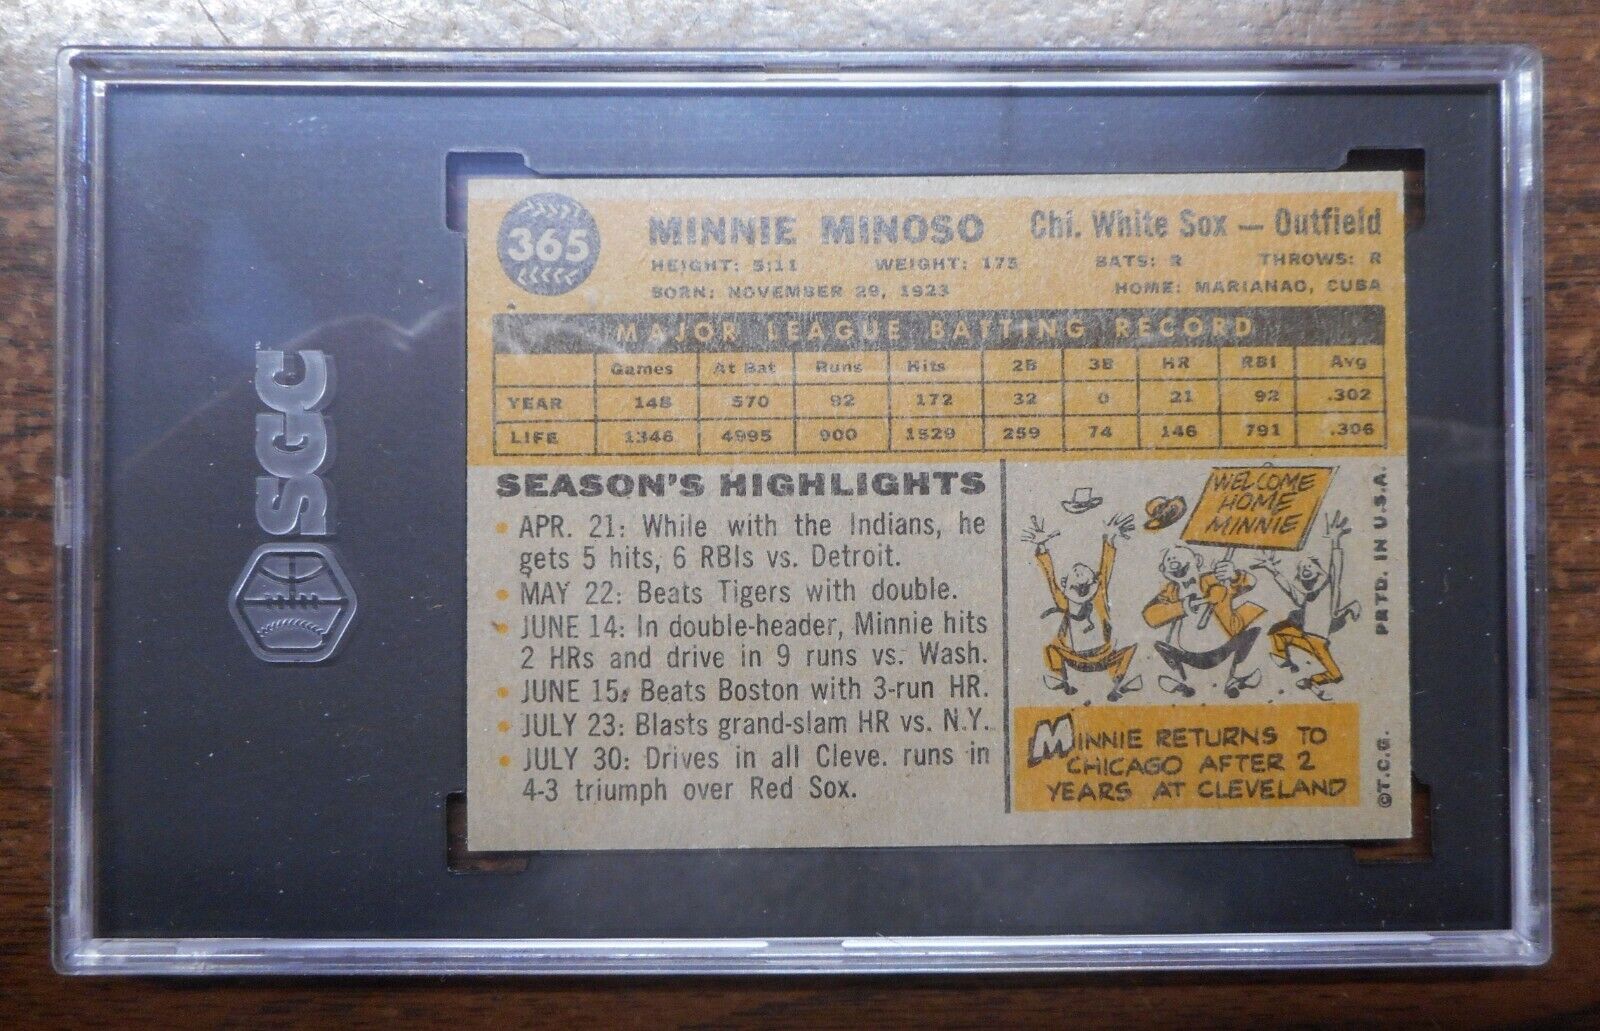 SGC
365
MINNIE MINOSO Chi. White Sox — Outfield
HEIGHT: 5:11 WEIGHT: 175 BATS: R THROWS: R
BORN: NOVEMBER 29, 1923 HOME: MARIANAO, CUBA
MAJOR LEAGUE BATTING RECORD
Games At Bat Runs Hits 2B 3B HR RBI Avg
YEAR 148 570 92 172 32 0 21 92 .302
LIFE 1346 4995 900 1529 259 74 146 791 .306
SEASON'S HIGHLIGHTS
• APR. 21: While with the Indians, he
gets 5 hits, 6 RBIs vs. Detroit.
• MAY 22: Beats Tigers with double.
• JUNE 14: In double-header, Minnie hits
2 HRs and drive in 9 runs vs. Wash.
• JUNE 15: Beats Boston with 3-run HR.
• JULY 23: Blasts grand-slam HR vs. N.Y.
• JULY 30: Drives in all Cleve. runs in
4-3 triumph over Red Sox.
WELCOME
HOME
MINNIE
MINNIE RETURNS TO
CHICAGO AFTER 2
YEARS AT CLEVELAND
©T.C.G. PRTD. IN U.S.A.